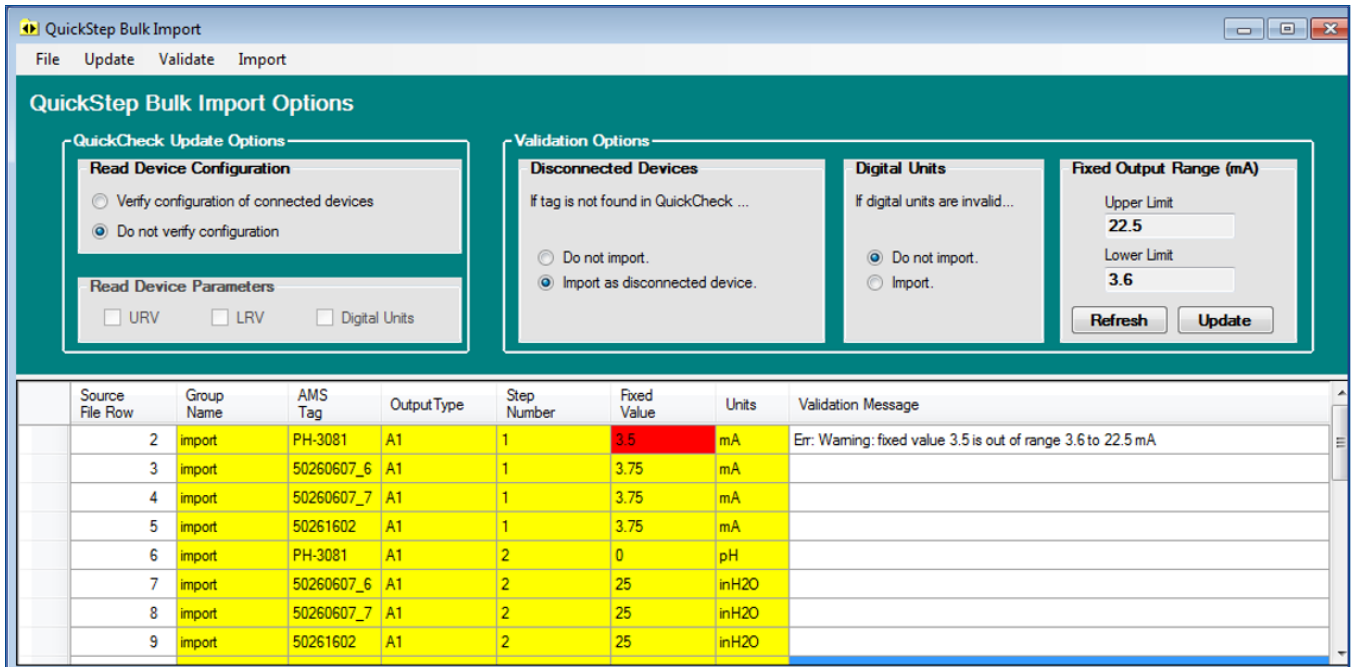 QuickStep Bulk Import
File Update Validate Import
QuickStep Bulk Import Options
QuickCheck Update Options
Read Device Configuration
Verify configuration of connected devices
Do not verify configuration
Read Device Parameters
URV LRV Digital Units
Validation Options
Disconnected Devices
If tag is not found in QuickCheck ...
Do not import.
Import as disconnected device.
Digital Units
If digital units are invalid...
Do not import.
Import.
Fixed Output Range (mA)
Upper Limit
22.5
Lower Limit
3.6
Refresh Update
Source File Row Group Name AMS Tag OutputType Step Number Fixed Value Units Validation Message
2 import PH-3081 A1 1 3.5 mA Err: Warning: fixed value 3.5 is out of range 3.6 to 22.5 mA
3 import 50260607_6 A1 1 3.75 mA
4 import 50260607_7 A1 1 3.75 mA
5 import 50261602 A1 1 3.75 mA
6 import PH-3081 A1 2 0 pH
7 import 50260607_6 A1 2 25 inH2O
8 import 50260607_7 A1 2 25 inH2O
9 import 50261602 A1 2 25 inH2O